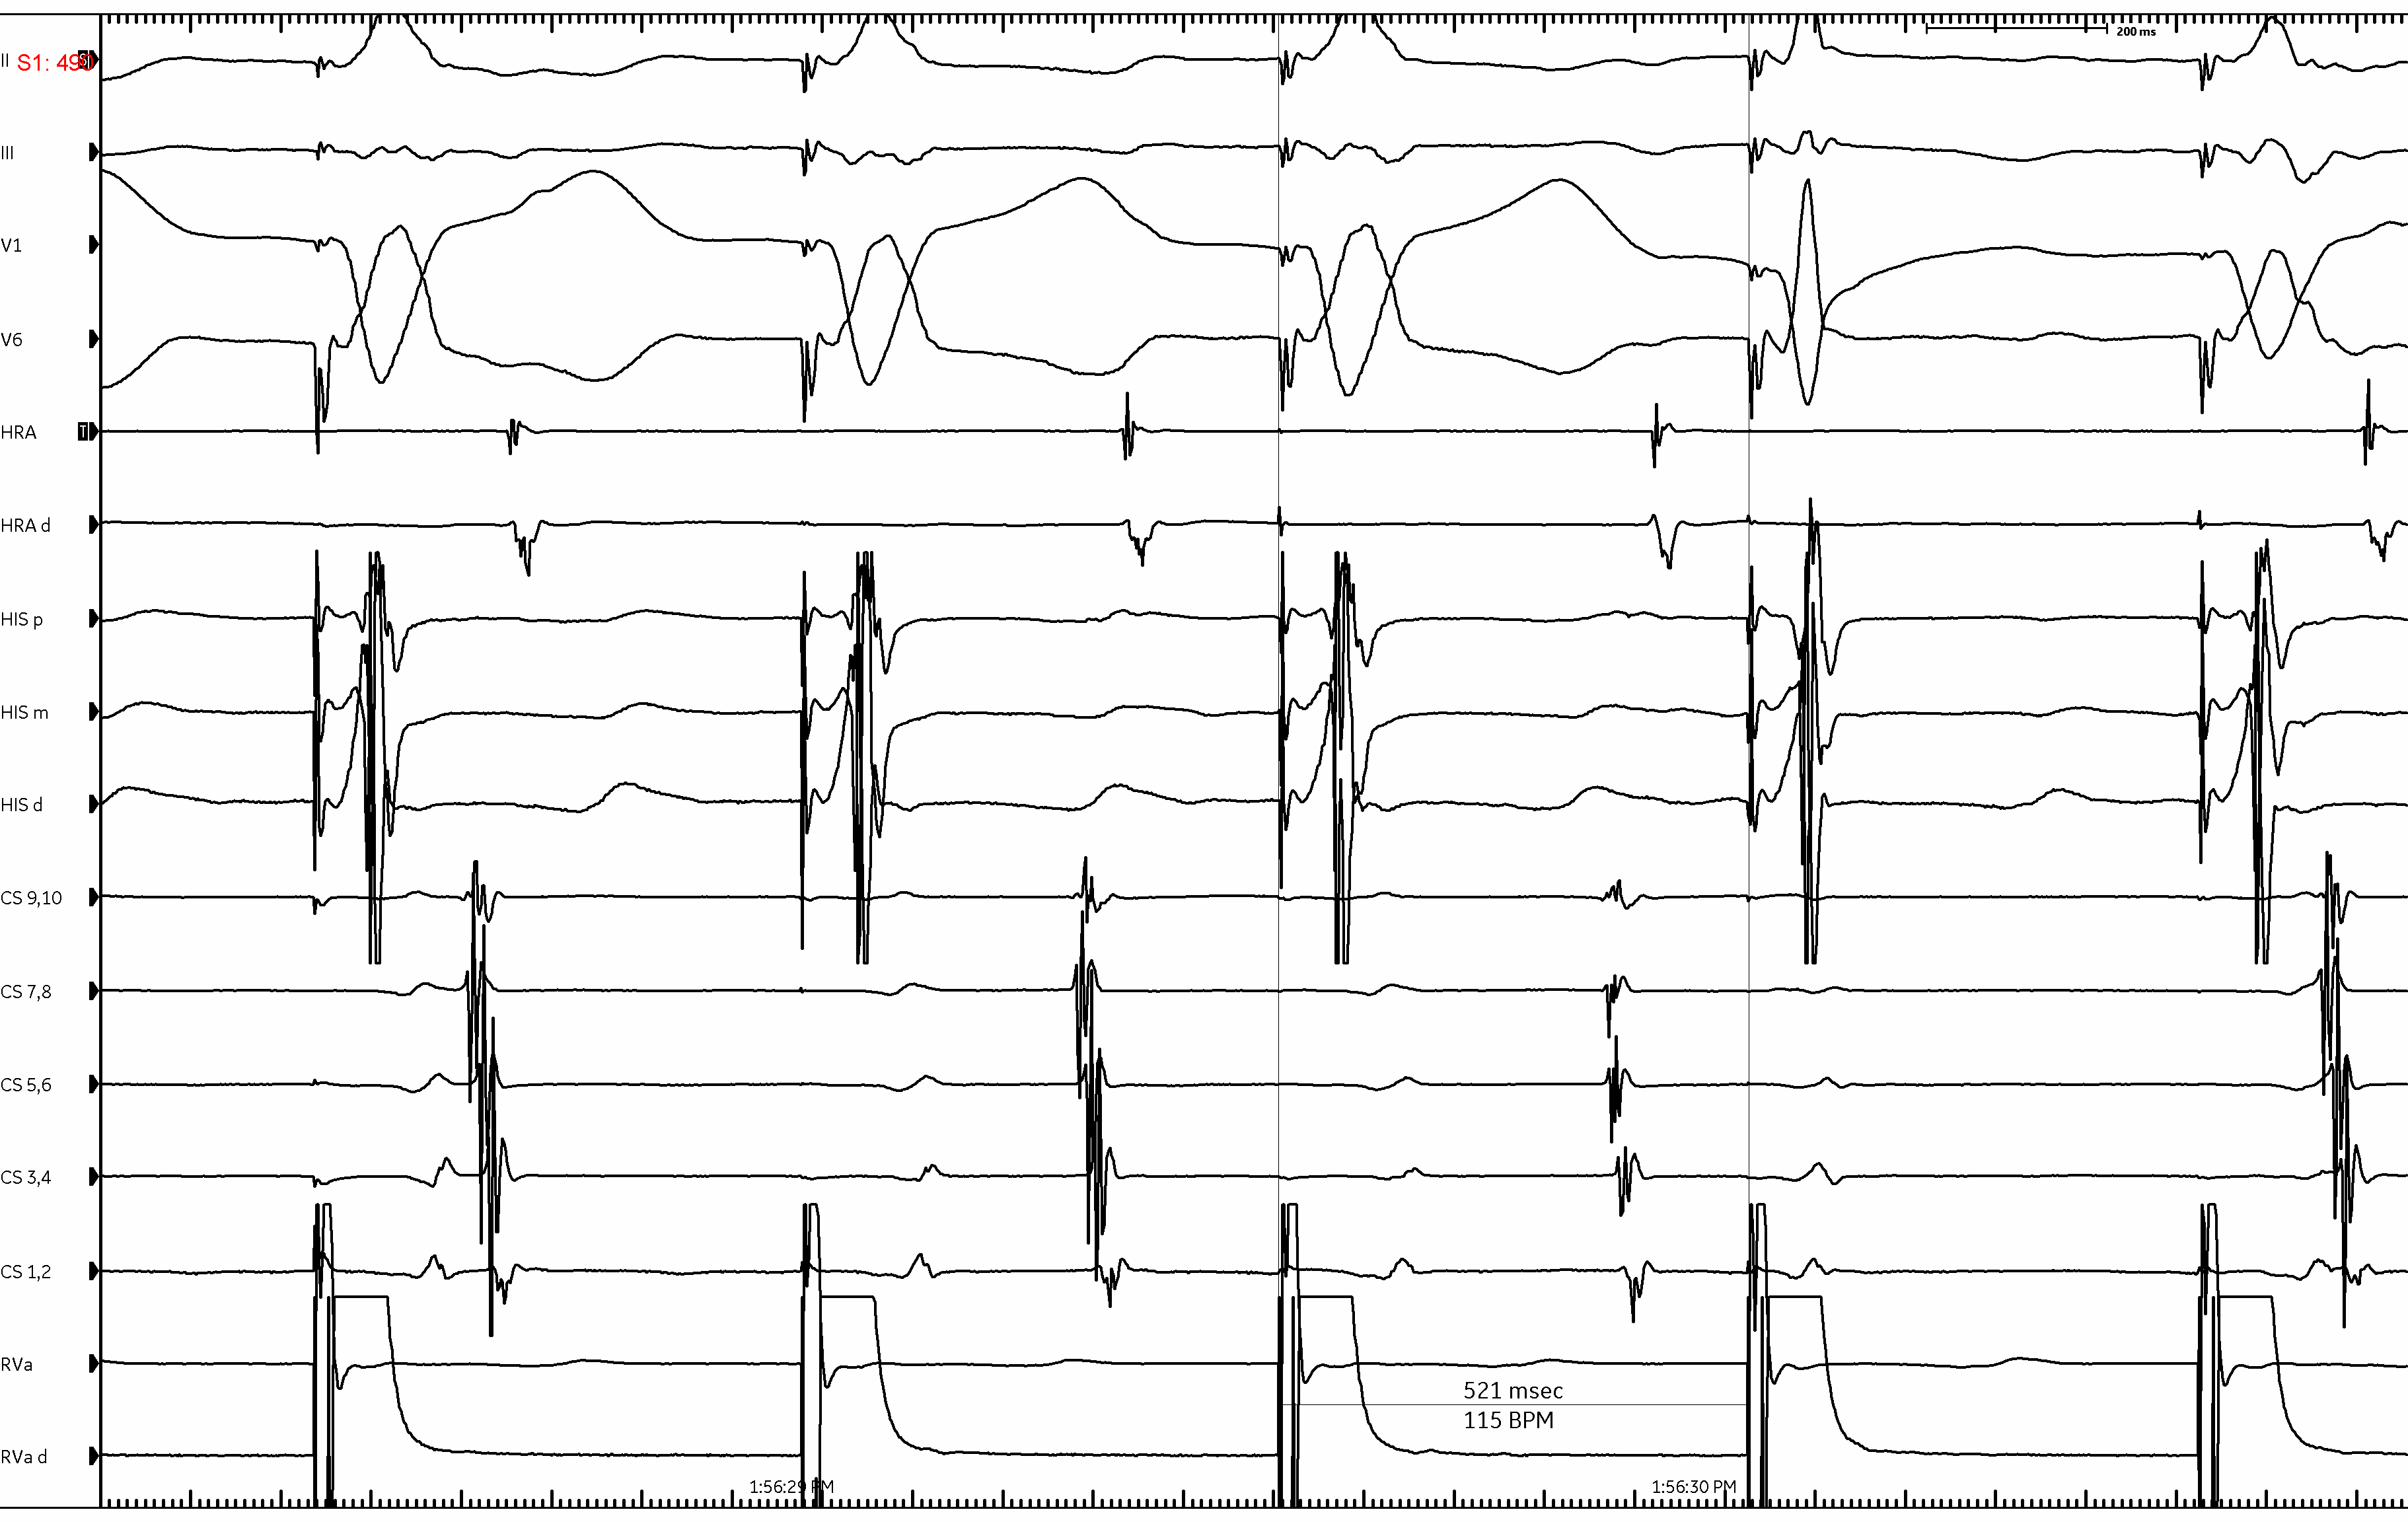 200 ms
II S1: 490
III
V1
V6
HRA T
HRA d
HIS p
HIS m
HIS d
CS 9,10
CS 7,8
CS 5,6
CS 3,4
CS 1,2
RVa
521 msec
115 BPM
RVa d
1:56:29 PM 1:56:30 PM